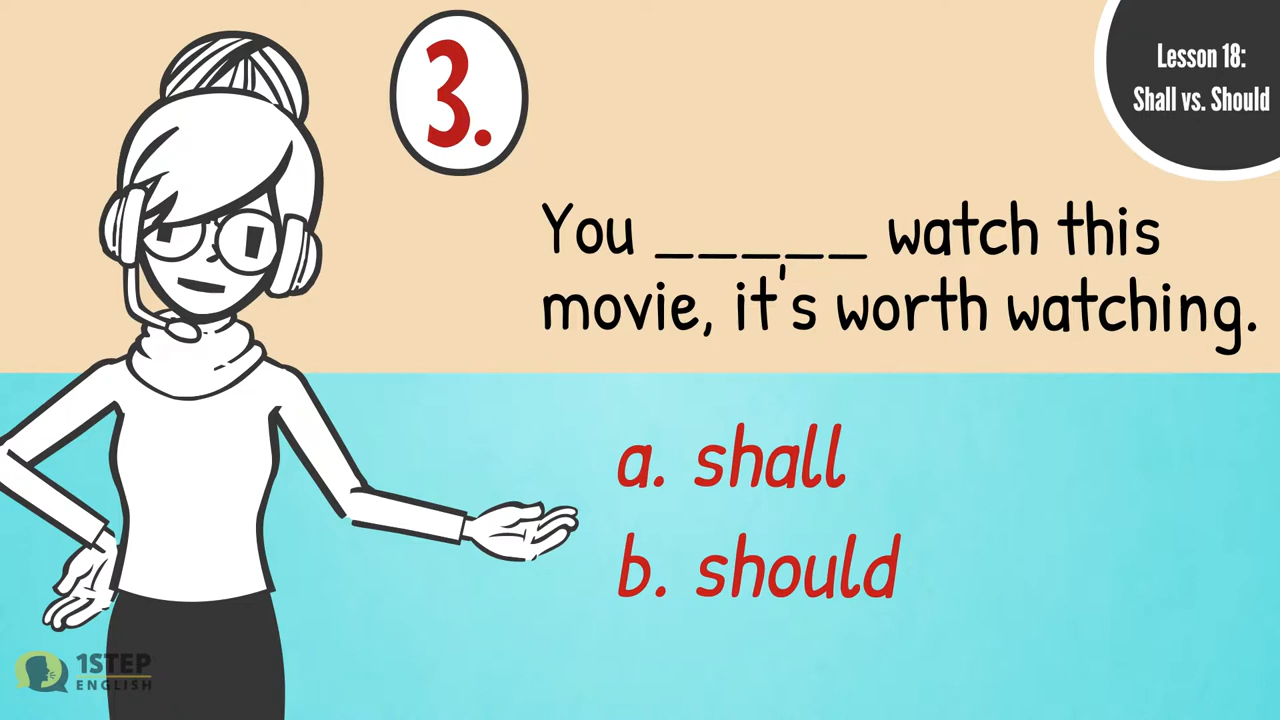 3.
Lesson 18:
Shall vs. Should
You _____ watch this
movie, it's worth watching.
a. shall
b. should
1STEP
ENGLISH